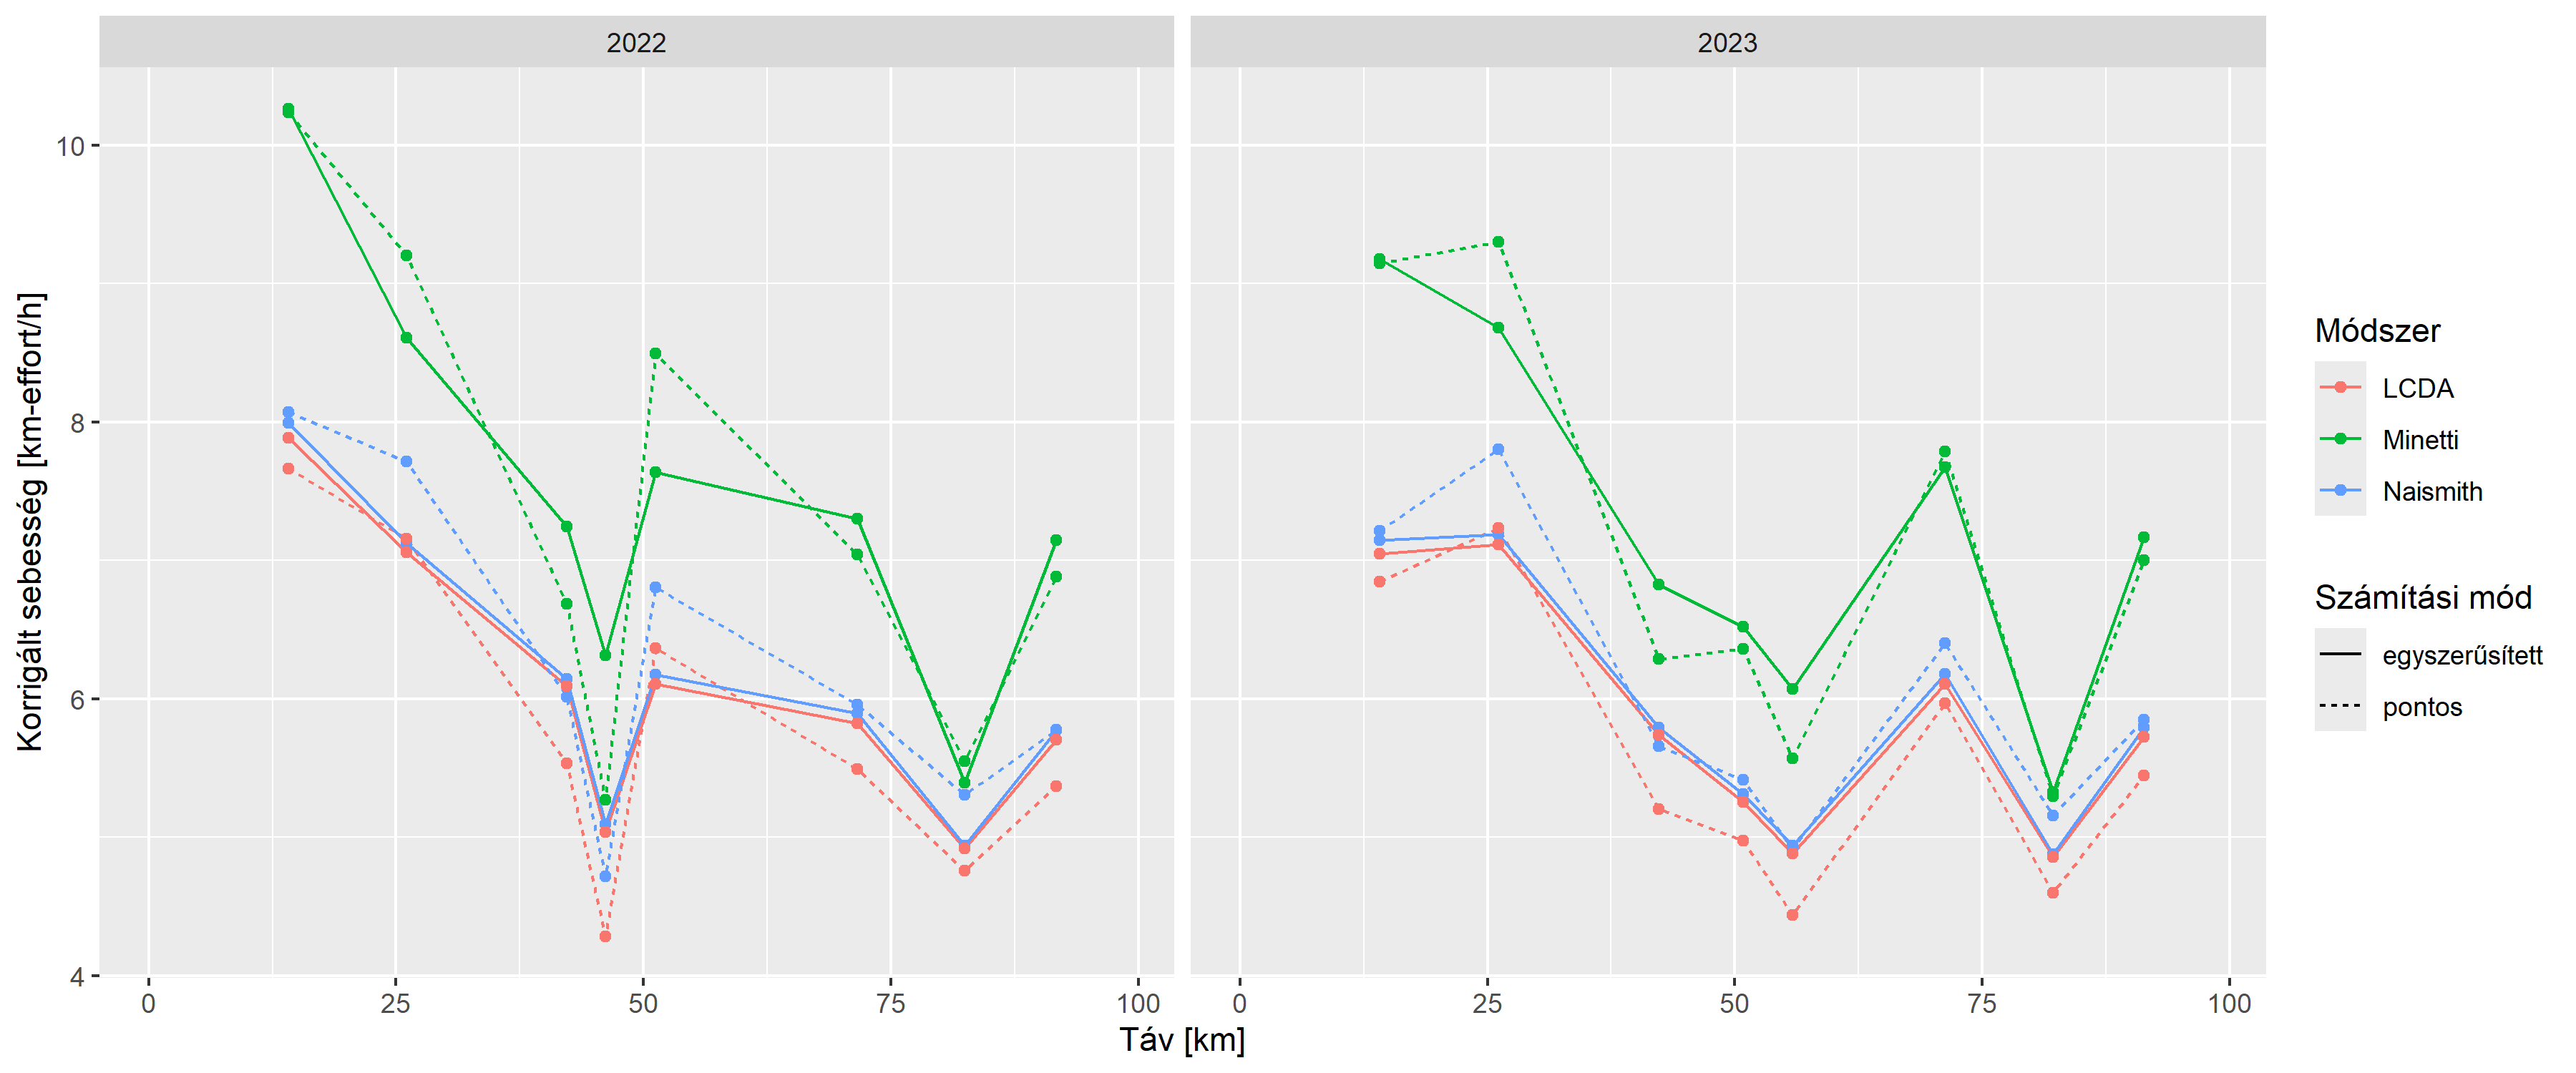 2022
2023
Korrigált sebesség [km-effort/h]
10
8
6
4
0 25 50 75 100
0 25 50 75 100
Táv [km]
Módszer
LCDA
Minetti
Naismith
Számítási mód
egyszerűsített
pontos